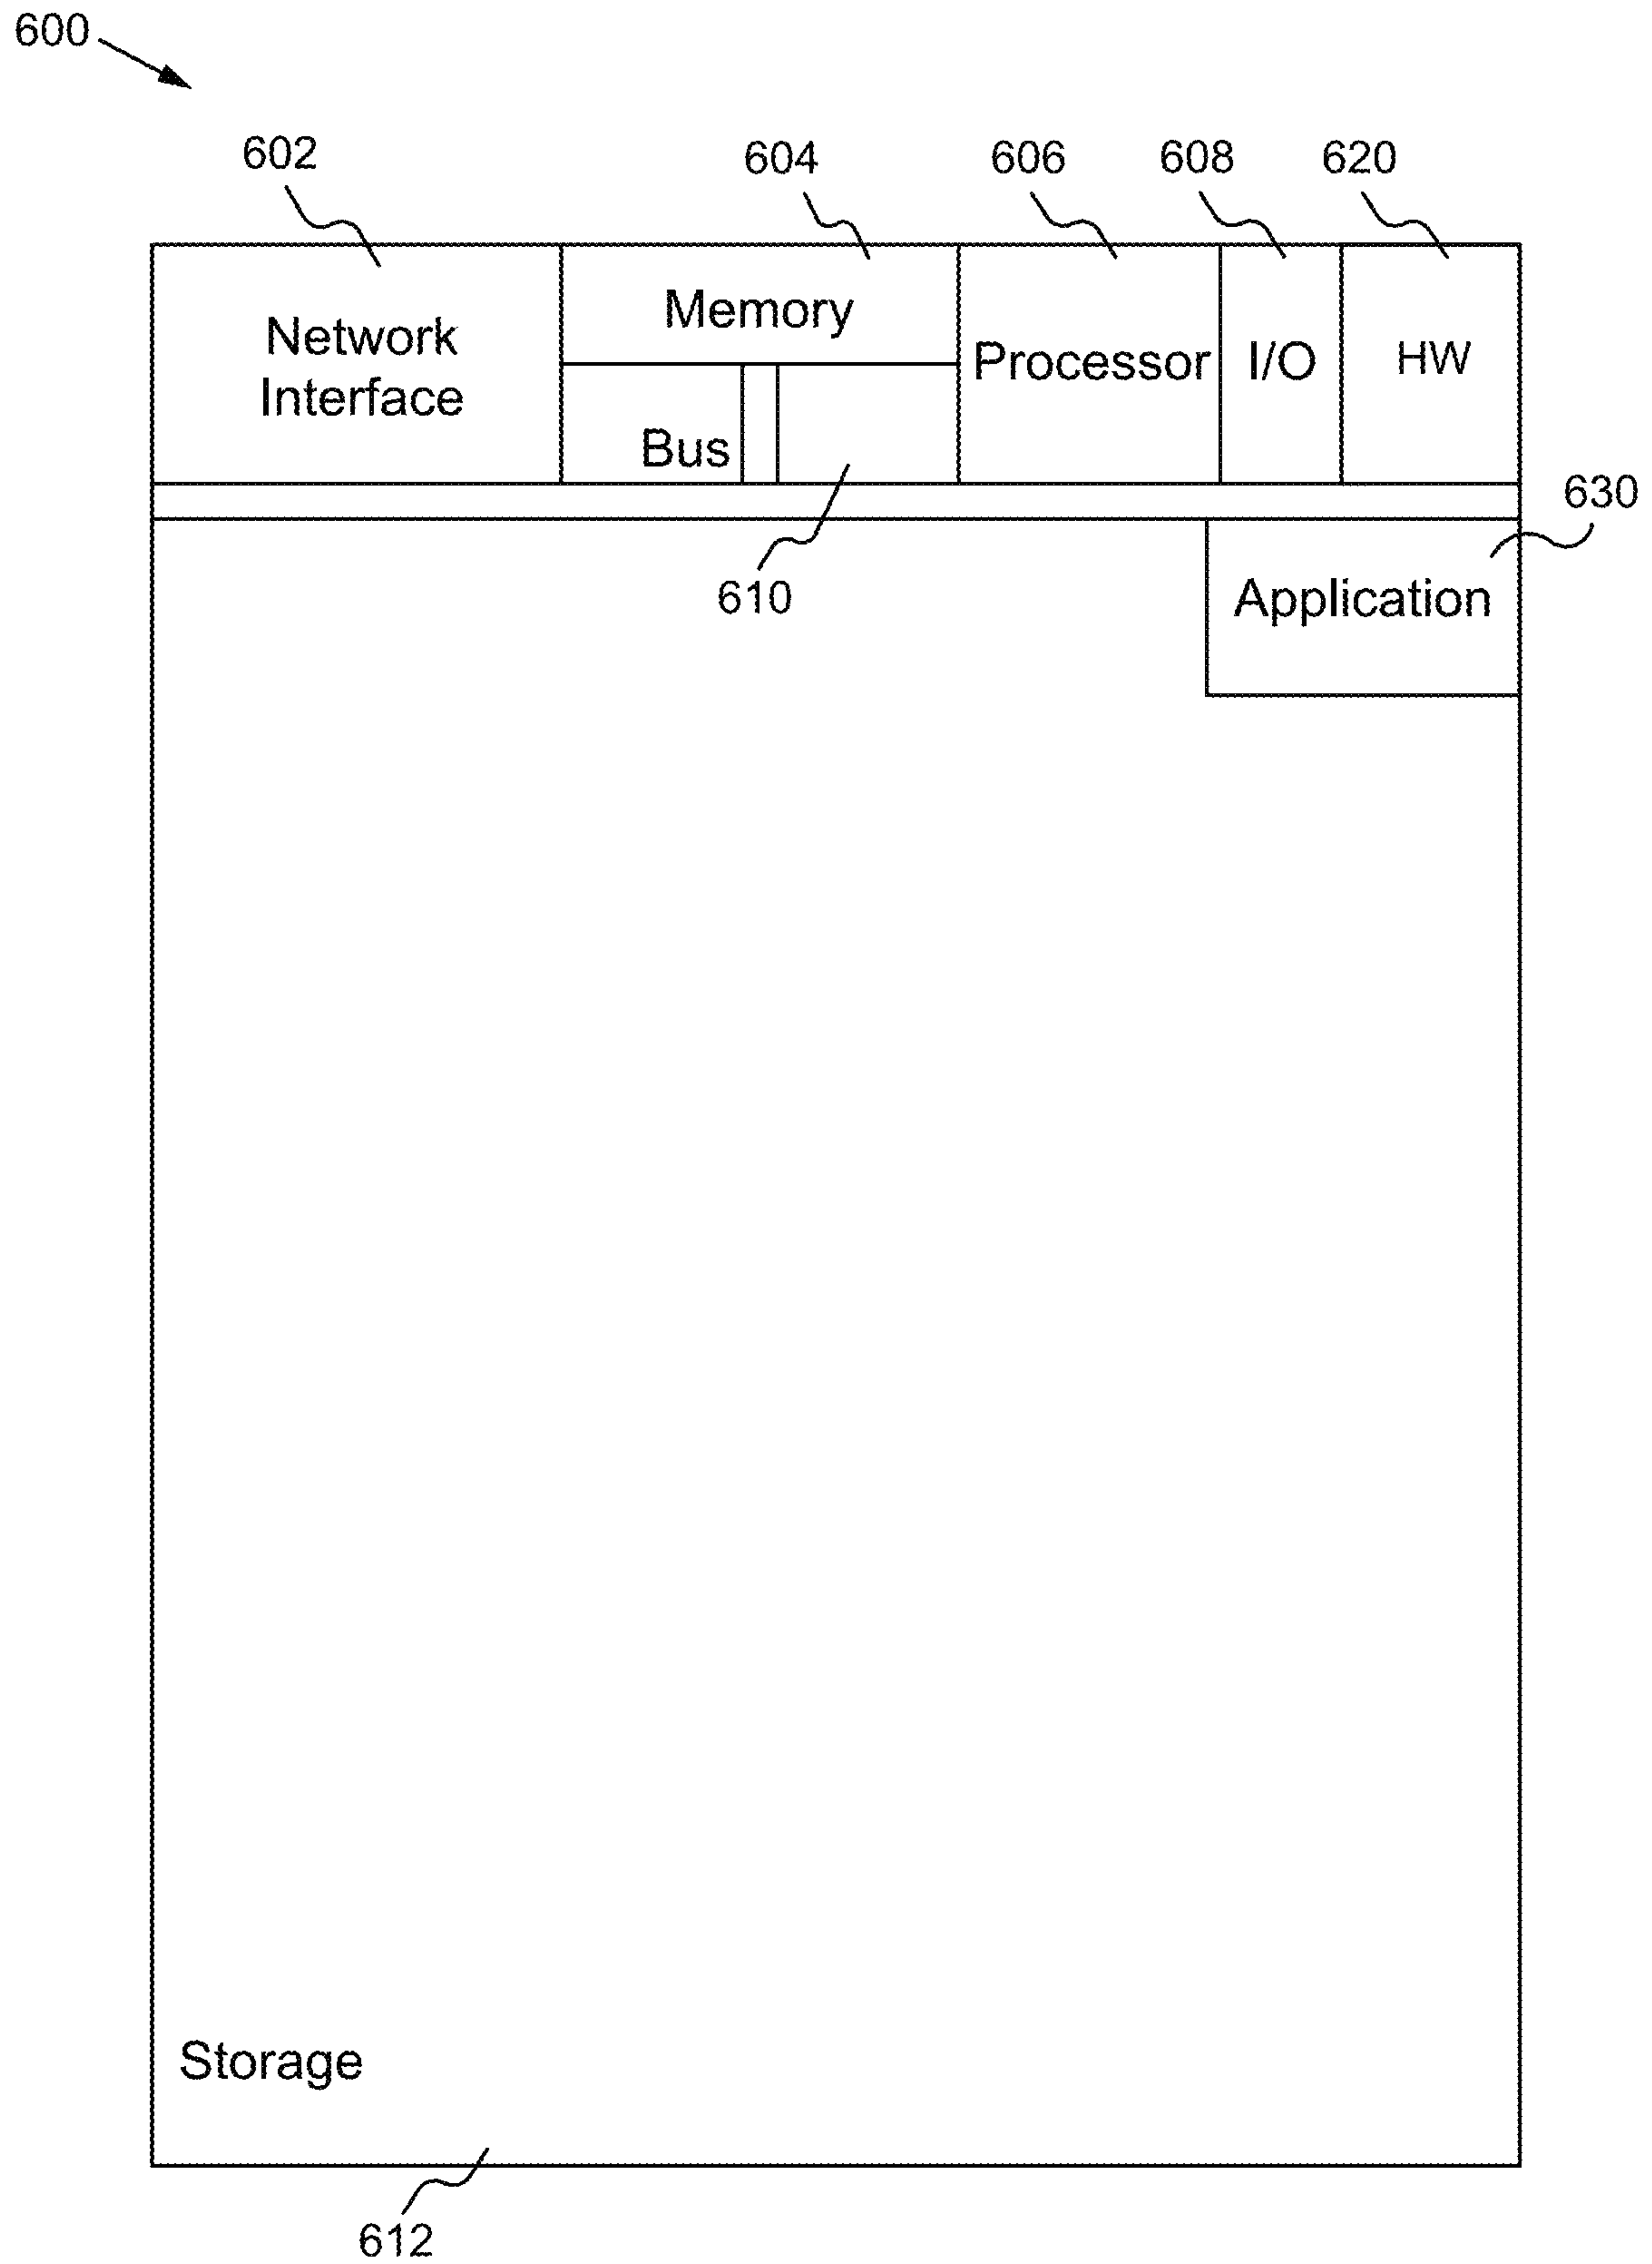 600
602
604
606
608
620
Network
Interface
Memory
Processor
I/O
HW
Bus
630
610
Application
Storage
612